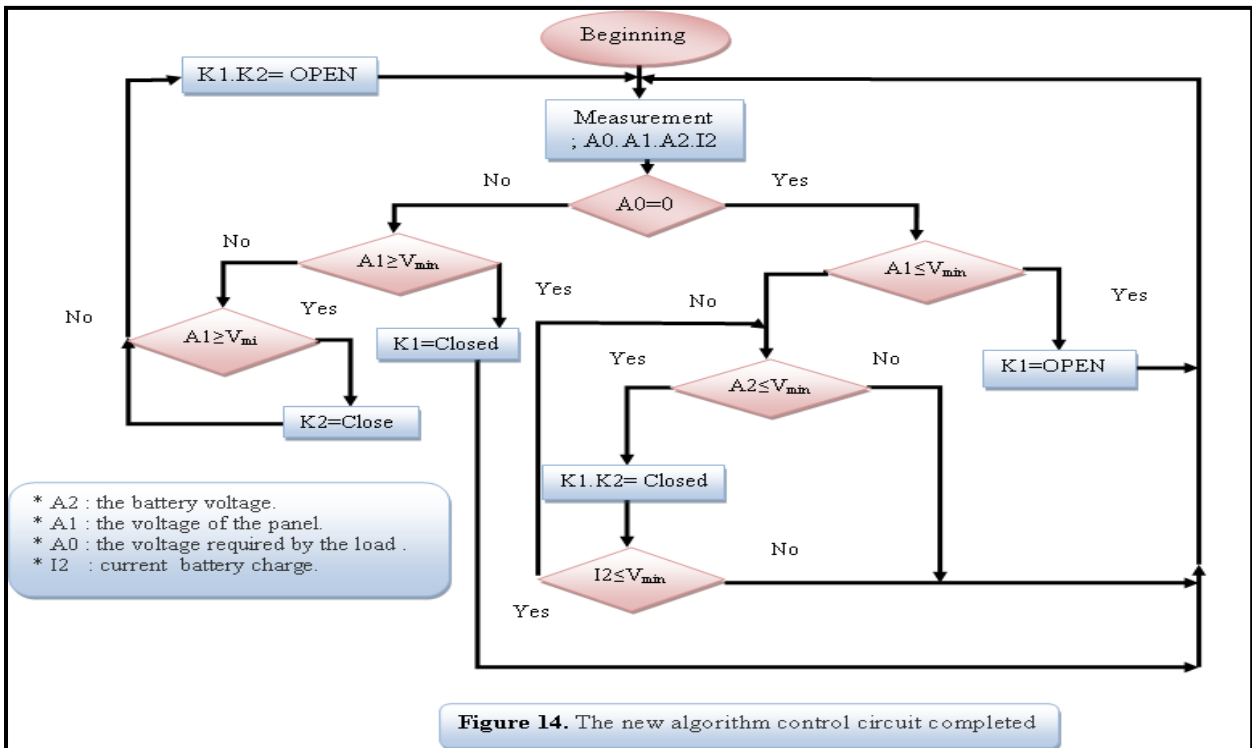 Beginning
K1.K2= OPEN
Measurement
; A0.A1.A2.I2
No
Yes
A0=0
No
A1≥Vmin
A1≤Vmin
Yes
No
Yes
No
Yes
A1≥Vmi
K1=Closed
Yes
No
K1=OPEN
A2≤Vmin
K2=Close
K1.K2= Closed
* A2 : the battery voltage.
* A1 : the voltage of the panel.
* A0 : the voltage required by the load .
* I2 : current battery charge.
No
I2≤Vmin
Yes
Figure 14. The new algorithm control circuit completed